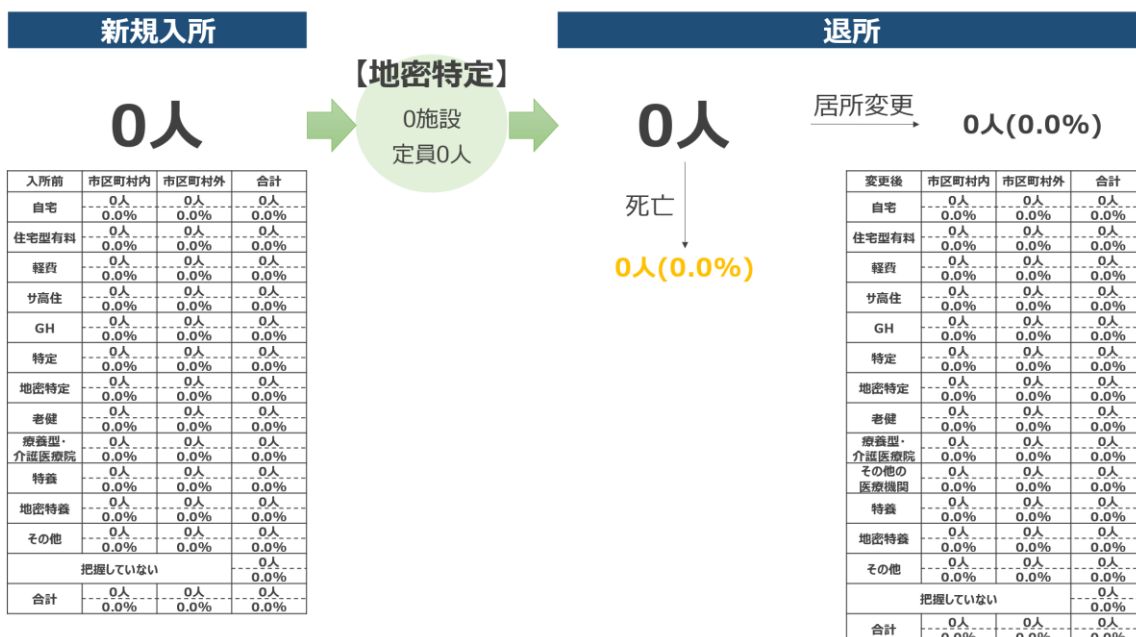 新規入所
退所
【地密特定】
0施設
定員0人
0人
0人
居所変更
0人(0.0%)
死亡
0人(0.0%)
入所前 市区町村内 市区町村外 合計
自宅 0人 0人 0人
0.0% 0.0% 0.0%
住宅型有料 0人 0人 0人
0.0% 0.0% 0.0%
軽費 0人 0人 0人
0.0% 0.0% 0.0%
サ高住 0人 0人 0人
0.0% 0.0% 0.0%
GH 0人 0人 0人
0.0% 0.0% 0.0%
特定 0人 0人 0人
0.0% 0.0% 0.0%
地密特定 0人 0人 0人
0.0% 0.0% 0.0%
老健 0人 0人 0人
0.0% 0.0% 0.0%
療養型・ 0人 0人 0人
介護医療院 0.0% 0.0% 0.0%
特養 0人 0人 0人
0.0% 0.0% 0.0%
地密特養 0人 0人 0人
0.0% 0.0% 0.0%
その他 0人 0人 0人
0.0% 0.0% 0.0%
把握していない 0人
0.0%
合計 0人 0人 0人
0.0% 0.0% 0.0%
変更後 市区町村内 市区町村外 合計
自宅 0人 0人 0人
0.0% 0.0% 0.0%
住宅型有料 0人 0人 0人
0.0% 0.0% 0.0%
軽費 0人 0人 0人
0.0% 0.0% 0.0%
サ高住 0人 0人 0人
0.0% 0.0% 0.0%
GH 0人 0人 0人
0.0% 0.0% 0.0%
特定 0人 0人 0人
0.0% 0.0% 0.0%
地密特定 0人 0人 0人
0.0% 0.0% 0.0%
老健 0人 0人 0人
0.0% 0.0% 0.0%
療養型・ 0人 0人 0人
介護医療院 0.0% 0.0% 0.0%
その他の 0人 0人 0人
医療機関 0.0% 0.0% 0.0%
特養 0人 0人 0人
0.0% 0.0% 0.0%
地密特養 0人 0人 0人
0.0% 0.0% 0.0%
その他 0人 0人 0人
0.0% 0.0% 0.0%
把握していない 0人
0.0%
合計 0人 0人 0人
0.0% 0.0% 0.0%